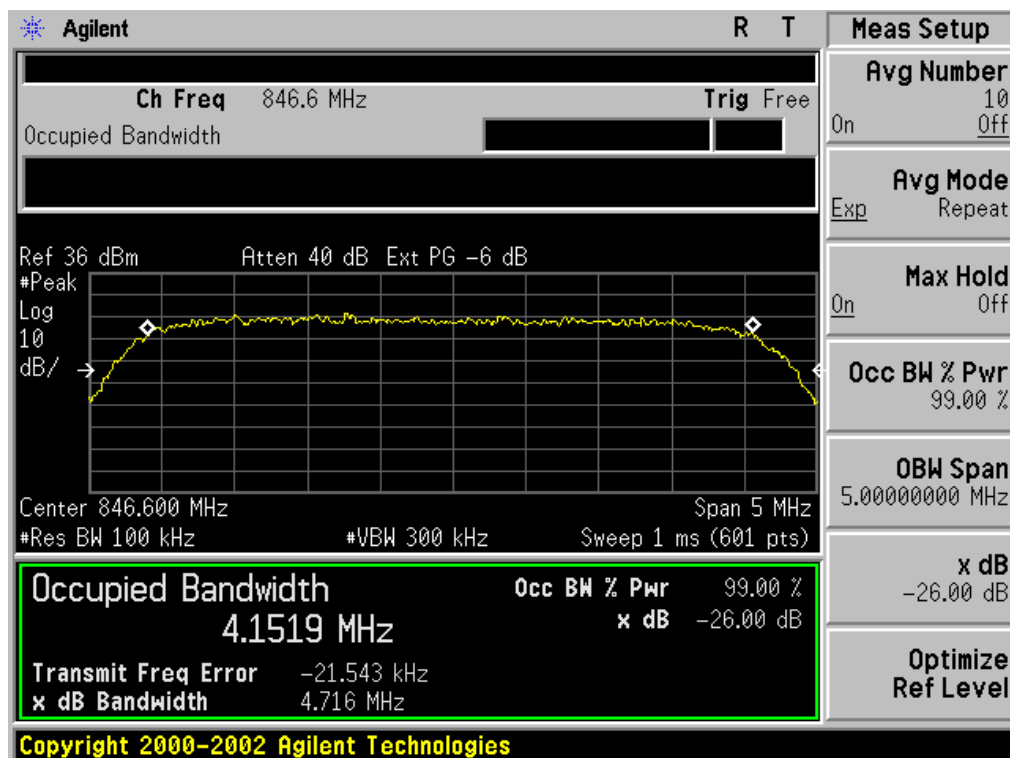 Agilent R T
Ch Freq 846.6 MHz Trig Free
Occupied Bandwidth
Ref 36 dBm Atten 40 dB Ext PG -6 dB
#Peak
Log
10
dB/
Center 846.600 MHz Span 5 MHz
#Res BW 100 kHz #VBW 300 kHz Sweep 1 ms (601 pts)
Occupied Bandwidth Occ BW % Pwr 99.00 %
4.1519 MHz x dB -26.00 dB
Transmit Freq Error -21.543 kHz
x dB Bandwidth 4.716 MHz
Copyright 2000-2002 Agilent Technologies
Meas Setup
Avg Number
10
On Off
Avg Mode
Exp Repeat
Max Hold
On Off
Occ BW % Pwr
99.00 %
OBW Span
5.00000000 MHz
x dB
-26.00 dB
Optimize
Ref Level